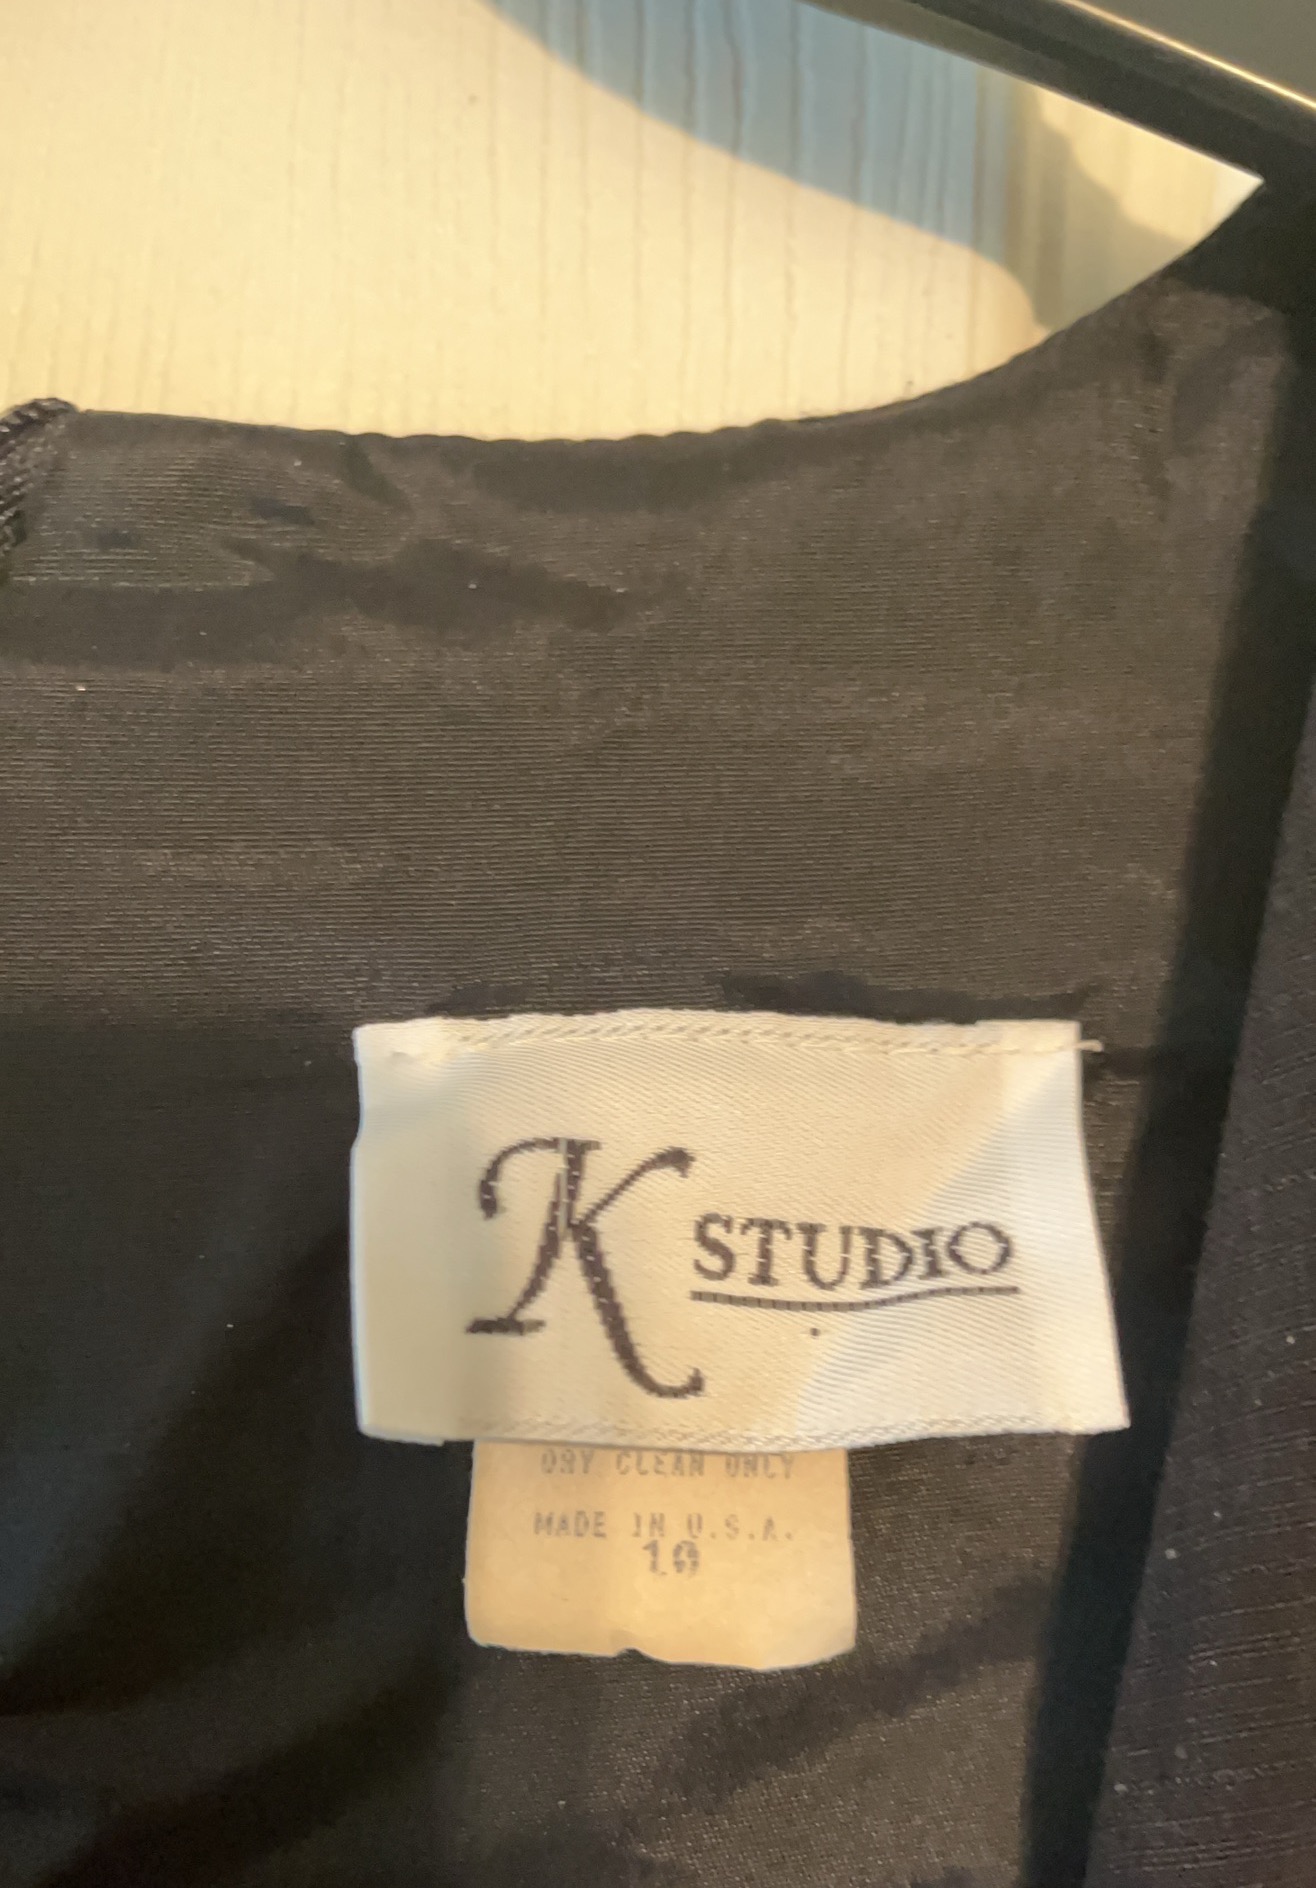 K STUDIO
DRY CLEAN ONLY
MADE IN U.S.A.
10